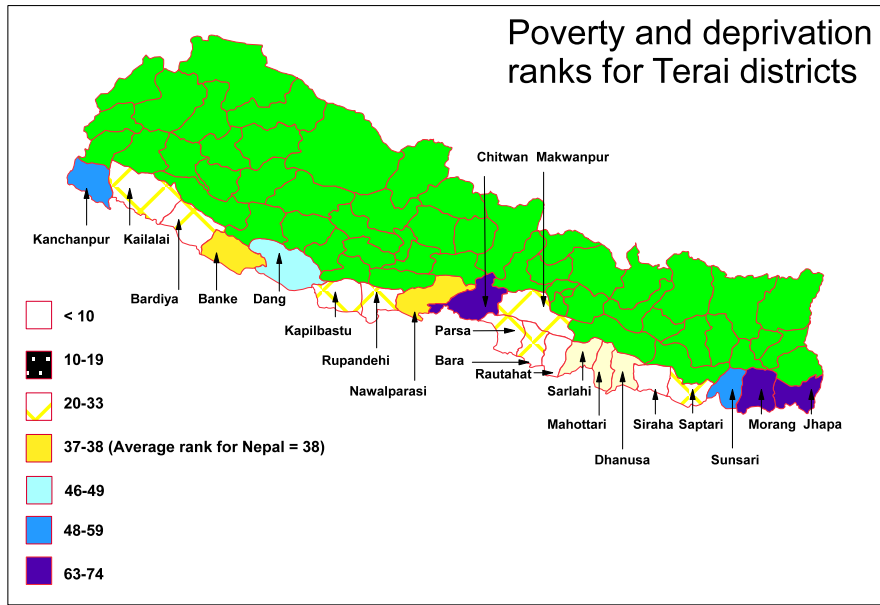 Poverty and deprivation
ranks for Terai districts
Chitwan
Makwanpur
Kanchanpur
Kailalai
Bardiya
Banke
Dang
Kapilbastu
Rupandehi
Nawalparasi
Parsa
Bara
Rautahat
Sarlahi
Mahottari
Dhanusa
Siraha
Saptari
Sunsari
Morang
Jhapa
< 10
10-19
20-33
37-38 (Average rank for Nepal = 38)
46-49
48-59
63-74